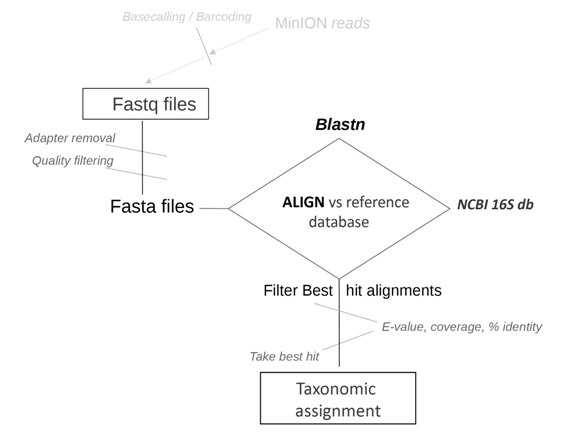 Basecalling / Barcoding
MinION reads
Fastq files
Adapter removal
Quality filtering
Fasta files
Blastn
ALIGN vs reference
database
NCBI 16S db
Filter Best hit alignments
E-value, coverage, % identity
Take best hit
Taxonomic
assignment